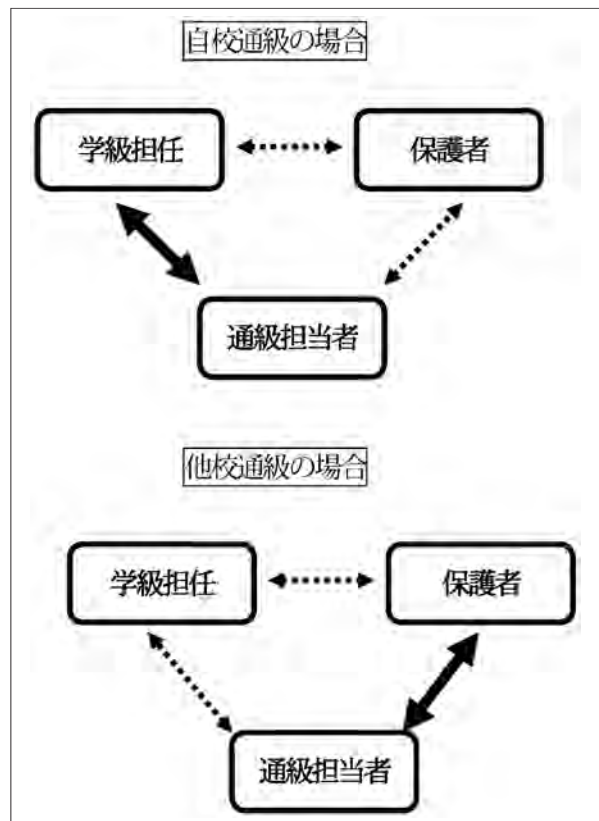 自校通級の場合
学級担任
保護者
通級担当者
他校通級の場合
学級担任
保護者
通級担当者